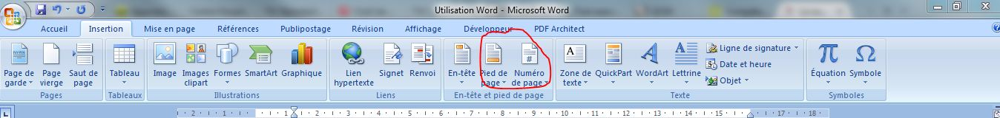 Utilisation Word - Microsoft Word
Accueil Insertion Mise en page Références Publipostage Révision Affichage Développeur PDF Architect
Page de garde Page vierge Saut de page
Pages
Tableau
Tableaux
Image Images clipart Formes SmartArt Graphique
Illustrations
Lien hypertexte Signet Renvoi
Liens
En-tête Pied de page Numéro de page
En-tête et pied de page
Zone de texte QuickPart WordArt Lettrine
Ligne de signature
Date et heure
Objet
Texte
Équation Symbole
Symboles
2 1 1 2 3 4 5 6 7 8 9 10 11 12 13 14 15 17 18